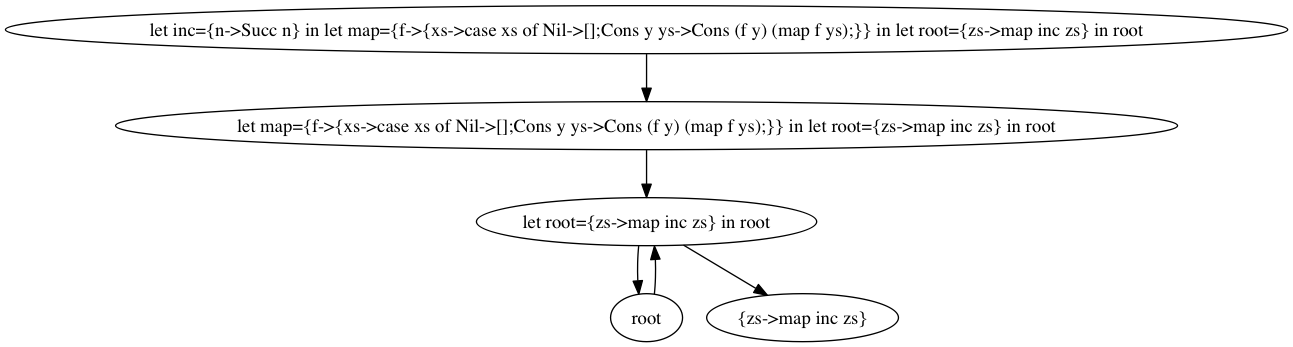 let inc={n->Succ n} in let map={f->{xs->case xs of Nil->[];Cons y ys->Cons (f y) (map f ys);}} in let root={zs->map inc zs} in root
let map={f->{xs->case xs of Nil->[];Cons y ys->Cons (f y) (map f ys);}} in let root={zs->map inc zs} in root
let root={zs->map inc zs} in root
root
{zs->map inc zs}